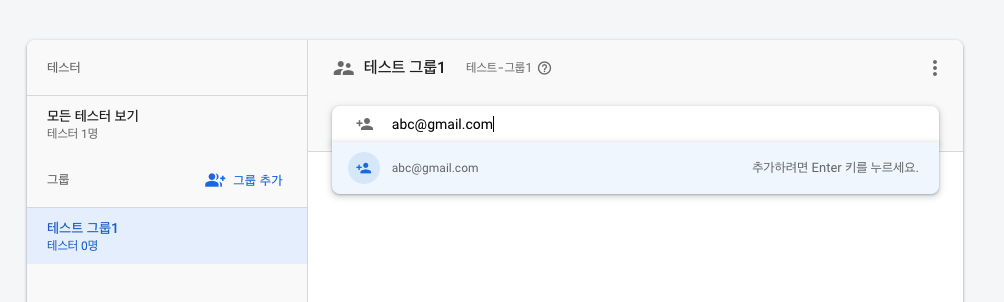 테스터
모든 테스터 보기
테스터 1명
그룹
그룹 추가
테스트 그룹1
테스터 0명
테스트 그룹1 테스트-그룹1
abc@gmail.com
abc@gmail.com 추가하려면 Enter 키를 누르세요.